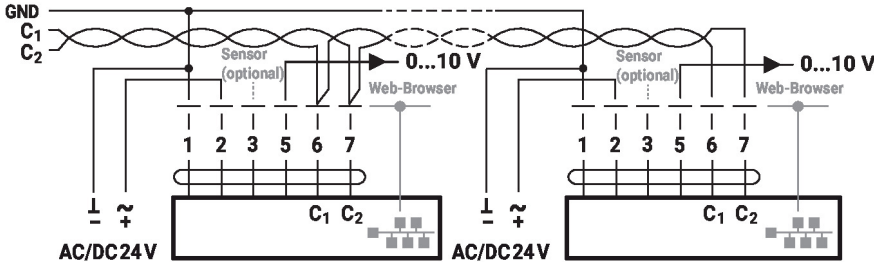 GND
C₁
C₂
Sensor
(optional)
0...10 V
Web-Browser
1 2 3 5 6 7
C₁ C₂
⊥ ~
– +
AC/DC 24 V
Sensor
(optional)
0...10 V
Web-Browser
1 2 3 5 6 7
C₁ C₂
⊥ ~
– +
AC/DC 24 V